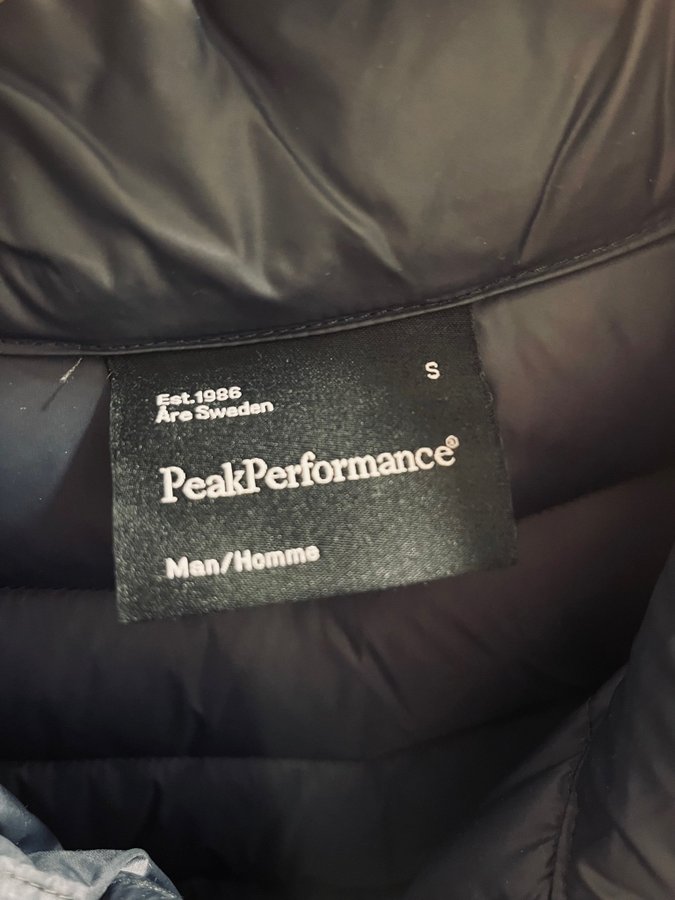 S
Est.1986
Åre Sweden
PeakPerformance®
Man/Homme